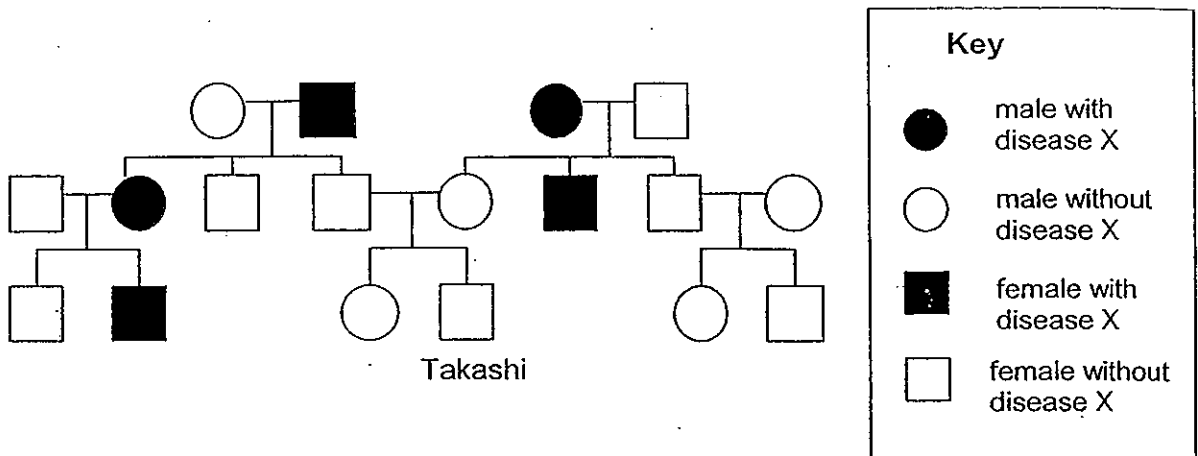 Key
male with
disease X
male without
disease X
female with
disease X
female without
disease X
Takashi